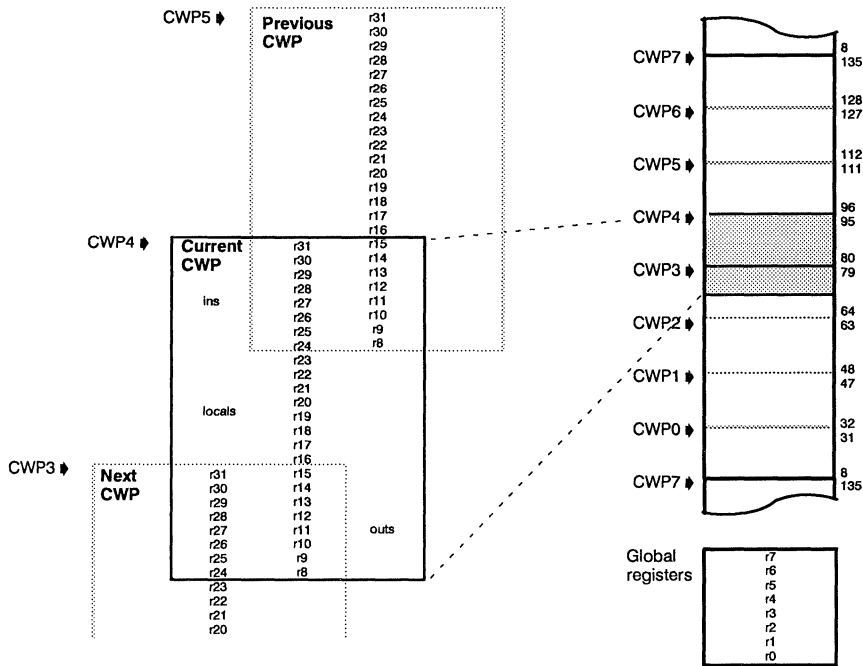 CWP5
Previous
CWP
r31
r30
r29
r28
r27
r26
r25
r24
r23
r22
r21
r20
r19
r18
r17
r16
r15
r14
r13
r12
r11
r10
r9
r8
CWP4
Current
CWP
ins
locals
outs
r31
r30
r29
r28
r27
r26
r25
r24
r23
r22
r21
r20
r19
r18
r17
r16
r15
r14
r13
r12
r11
r10
r9
r8
CWP3
Next
CWP
r31
r30
r29
r28
r27
r26
r25
r24
r23
r22
r21
r20
CWP7
8
135
CWP6
128
127
CWP5
112
111
CWP4
96
95
CWP3
80
79
CWP2
64
63
CWP1
48
47
CWP0
32
31
CWP7
8
135
Global
registers
r7
r6
r5
r4
r3
r2
r1
r0